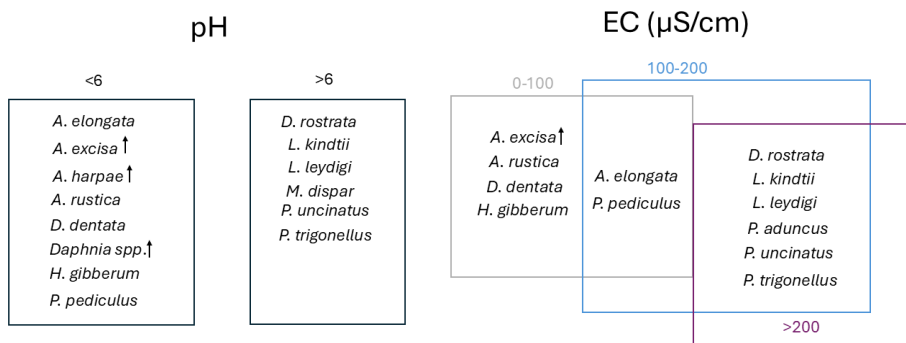 pH
<6
A. elongata
A. excisa↑
A. harpae↑
A. rustica
D. dentata
Daphnia spp.↑
H. gibberum
P. pediculus
>6
D. rostrata
L. kindtii
L. leydigi
M. dispar
P. uncinatus
P. trigonellus
EC (µS/cm)
0-100
A. excisa↑
A. rustica
D. dentata
H. gibberum
100-200
A. elongata
P. pediculus
D. rostrata
L. kindtii
L. leydigi
P. aduncus
P. uncinatus
P. trigonellus
>200